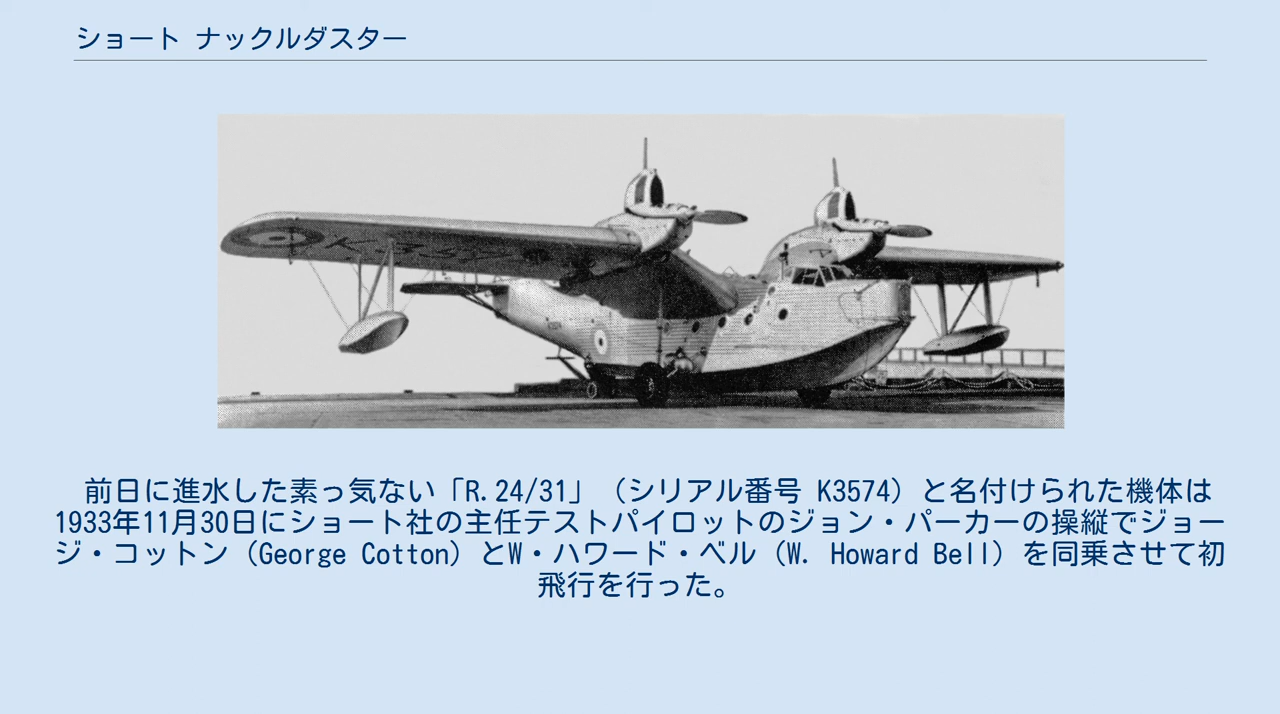 ショート ナックルダスター
前日に進水した素っ気ない「R.24/31」（シリアル番号 K3574）と名付けられた機体は
1933年11月30日にショート社の主任テストパイロットのジョン・パーカーの操縦でジョー
ジ・コットン（George Cotton）とW・ハワード・ベル（W. Howard Bell）を同乗させて初
飛行を行った。